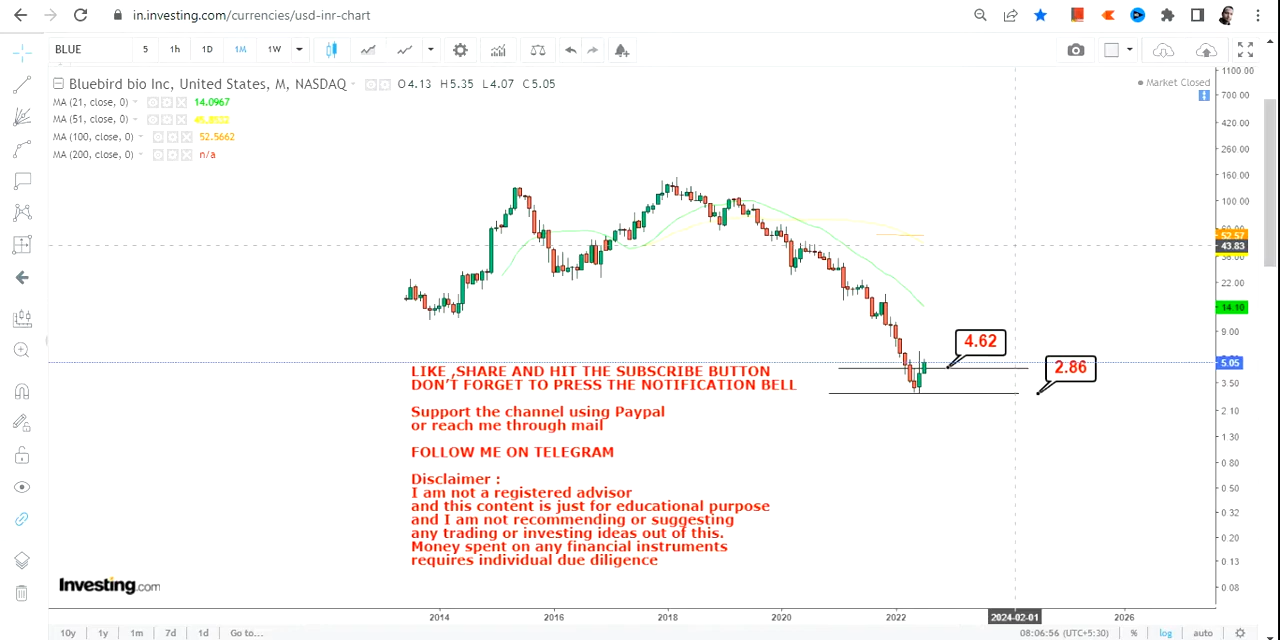 in.investing.com/currencies/usd-inr-chart
BLUE 5 1h 1D 1M 1W
Bluebird bio Inc, United States, M, NASDAQ O4.13 H5.35 L4.07 C5.05
Market Closed
MA (21, close, 0) 14.0967
MA (51, close, 0)
MA (100, close, 0) 52.5662
MA (200, close, 0) n/a
1100.00
700.00
420.00
260.00
160.00
100.00
52.57
43.83
22.00
14.10
9.00
5.05
3.50
2.10
1.30
0.80
0.50
0.32
0.20
0.13
0.08
4.62
2.86
LIKE ,SHARE AND HIT THE SUBSCRIBE BUTTON
DON'T FORGET TO PRESS THE NOTIFICATION BELL
Support the channel using Paypal
or reach me through mail
FOLLOW ME ON TELEGRAM
Disclaimer :
I am not a registered advisor
and this content is just for educational purpose
and I am not recommending or suggesting
any trading or investing ideas out of this.
Money spent on any financial instruments
requires individual due diligence
Investing.com
2014 2016 2018 2020 2022 2024-02-01 2026
10y 1y 1m 7d 1d Go to... 08:06:56 (UTC+5:30) % log auto